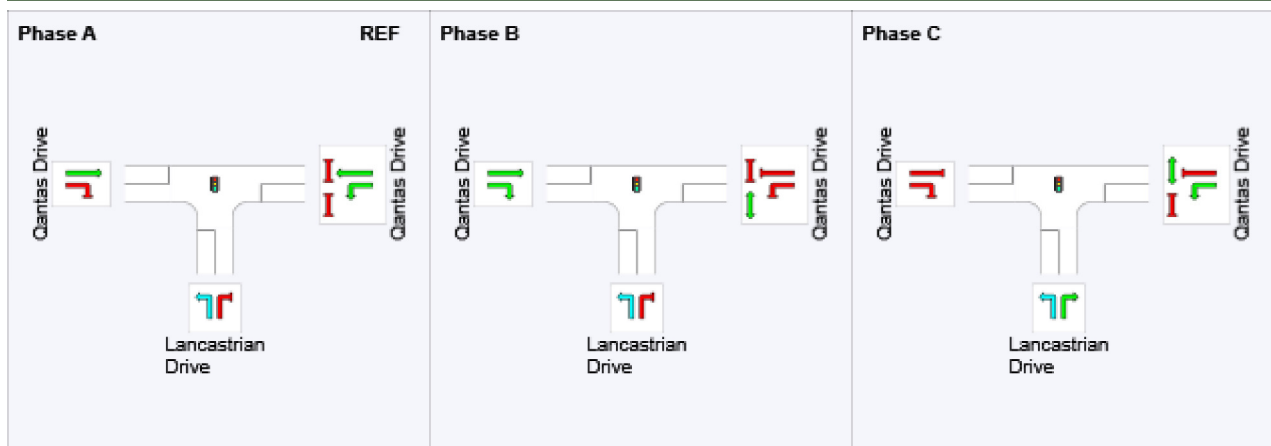 Phase A
REF
Qantas Drive
Qantas Drive
Lancastrian
Drive
Phase B
Qantas Drive
Qantas Drive
Lancastrian
Drive
Phase C
Qantas Drive
Qantas Drive
Lancastrian
Drive